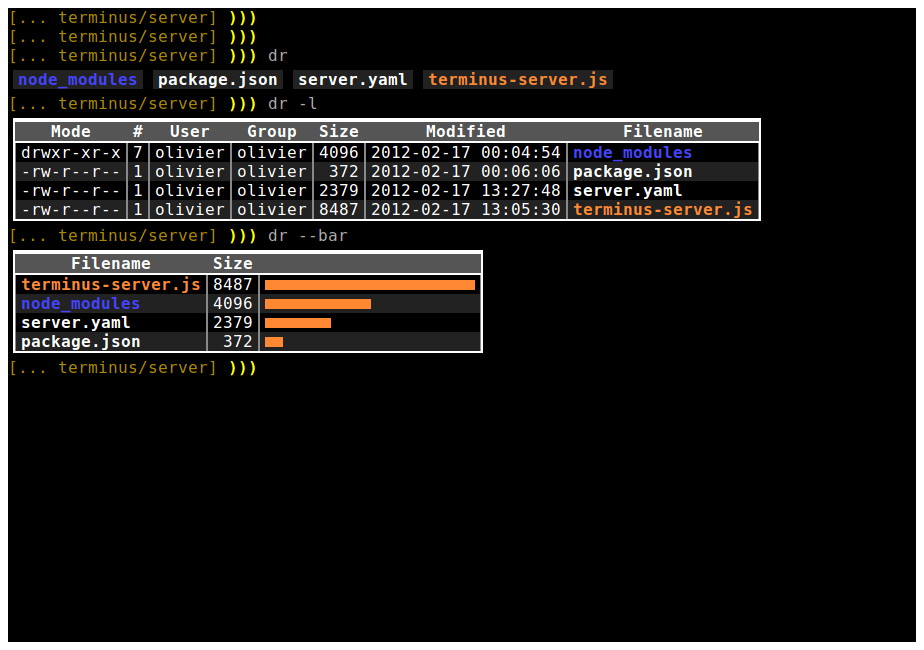 [... terminus/server] )))
[... terminus/server] )))
[... terminus/server] ))) dr
node_modules package.json server.yaml terminus-server.js
[... terminus/server] ))) dr -l
Mode # User Group Size Modified Filename
drwxr-xr-x 7 olivier olivier 4096 2012-02-17 00:04:54 node_modules
-rw-r--r-- 1 olivier olivier 372 2012-02-17 00:06:06 package.json
-rw-r--r-- 1 olivier olivier 2379 2012-02-17 13:27:48 server.yaml
-rw-r--r-- 1 olivier olivier 8487 2012-02-17 13:05:30 terminus-server.js
[... terminus/server] ))) dr --bar
Filename Size
terminus-server.js 8487
node_modules 4096
server.yaml 2379
package.json 372
[... terminus/server] )))